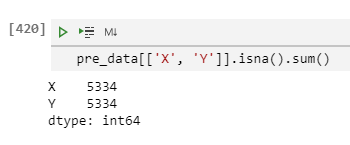 [420]
M↓
pre_data[['X', 'Y']].isna().sum()
X    5334
Y    5334
dtype: int64